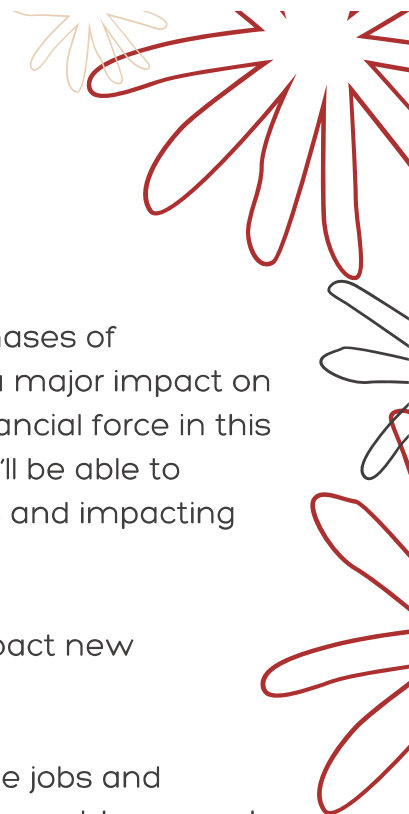 ases of
major impact on
ancial force in this
'll be able to
and impacting
pact new
e jobs and